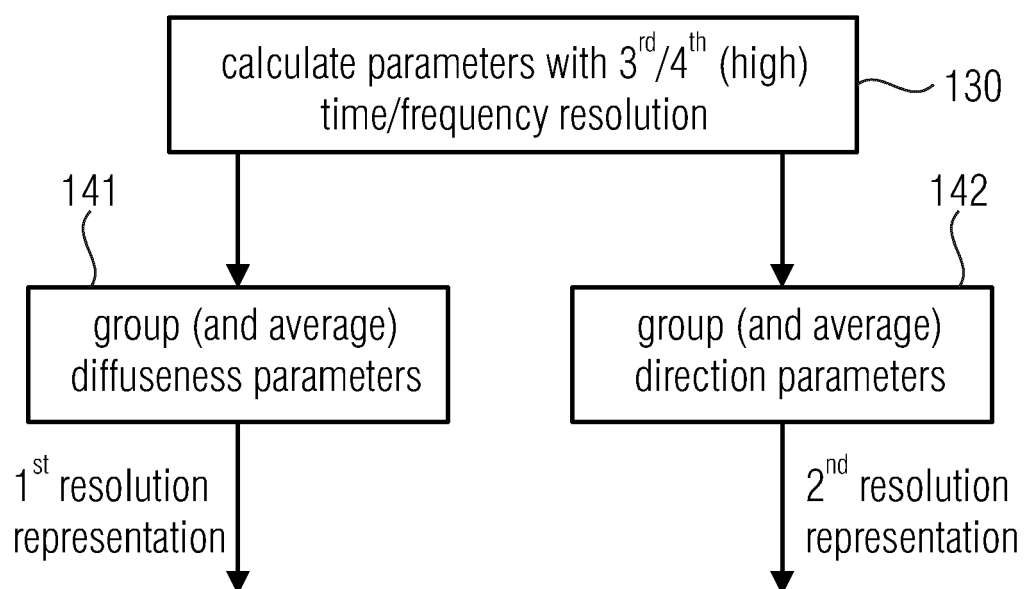 calculate parameters with 3rd/4th (high)
time/frequency resolution
130
141
142
group (and average)
diffuseness parameters
group (and average)
direction parameters
1st resolution
representation
2nd resolution
representation